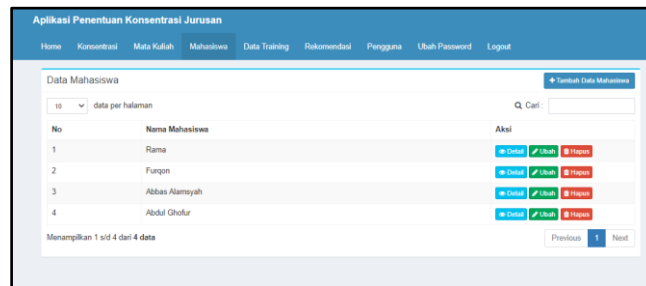 Aplikasi Penentuan Konsentrasi Jurusan
Home Konsentrasi Mata Kuliah Mahasiswa Data Training Rekomendasi Pengguna Ubah Password Logout
Data Mahasiswa
+ Tambah Data Mahasiswa
10 data per halaman
Cari :
No Nama Mahasiswa Aksi
1 Rama Detail Ubah Hapus
2 Furqon Detail Ubah Hapus
3 Abbas Alamsyah Detail Ubah Hapus
4 Abdul Ghofur Detail Ubah Hapus
Menampilkan 1 s/d 4 dari 4 data
Previous 1 Next